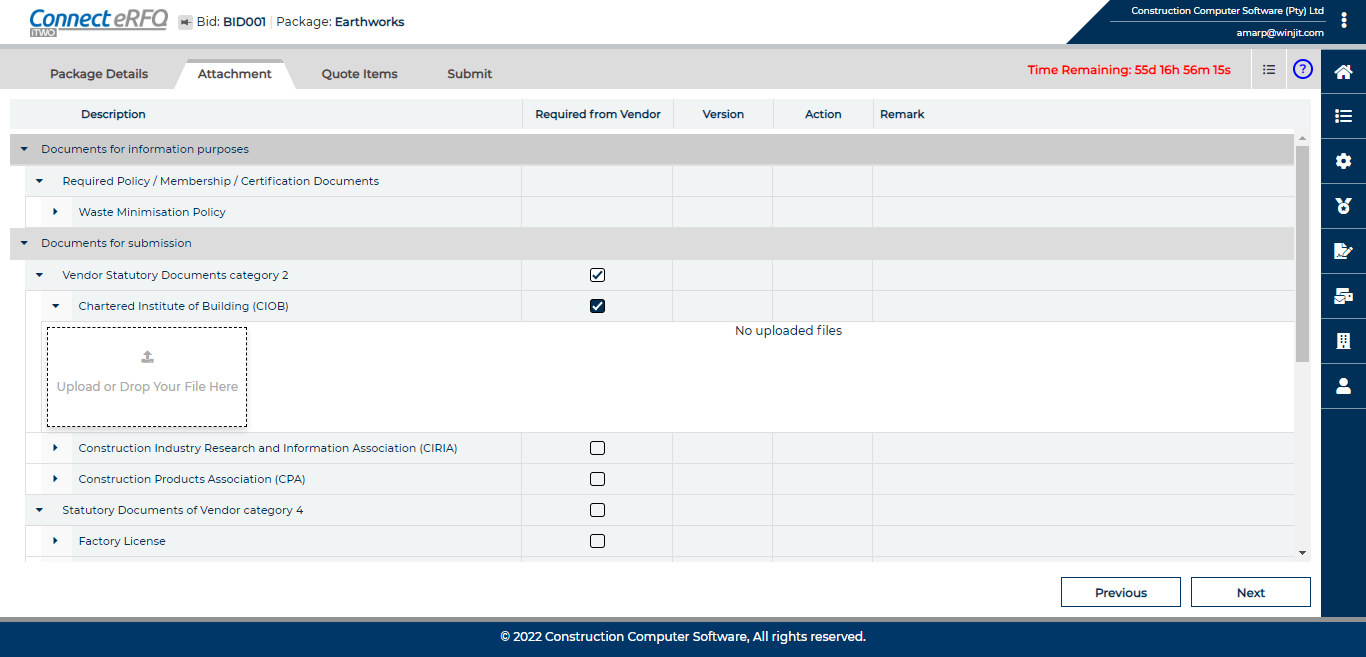 Connect eRFQ
iTWO
Bid: BID001 | Package: Earthworks
Construction Computer Software (Pty) Ltd
amarp@winjit.com
Package Details
Attachment
Quote Items
Submit
Time Remaining: 55d 16h 56m 15s
?
Description
Required from Vendor
Version
Action
Remark
Documents for information purposes
Required Policy / Membership / Certification Documents
Waste Minimisation Policy
Documents for submission
Vendor Statutory Documents category 2
Chartered Institute of Building (CIOB)
No uploaded files
Upload or Drop Your File Here
Construction Industry Research and Information Association (CIRIA)
Construction Products Association (CPA)
Statutory Documents of Vendor category 4
Factory License
Previous
Next
© 2022 Construction Computer Software, All rights reserved.